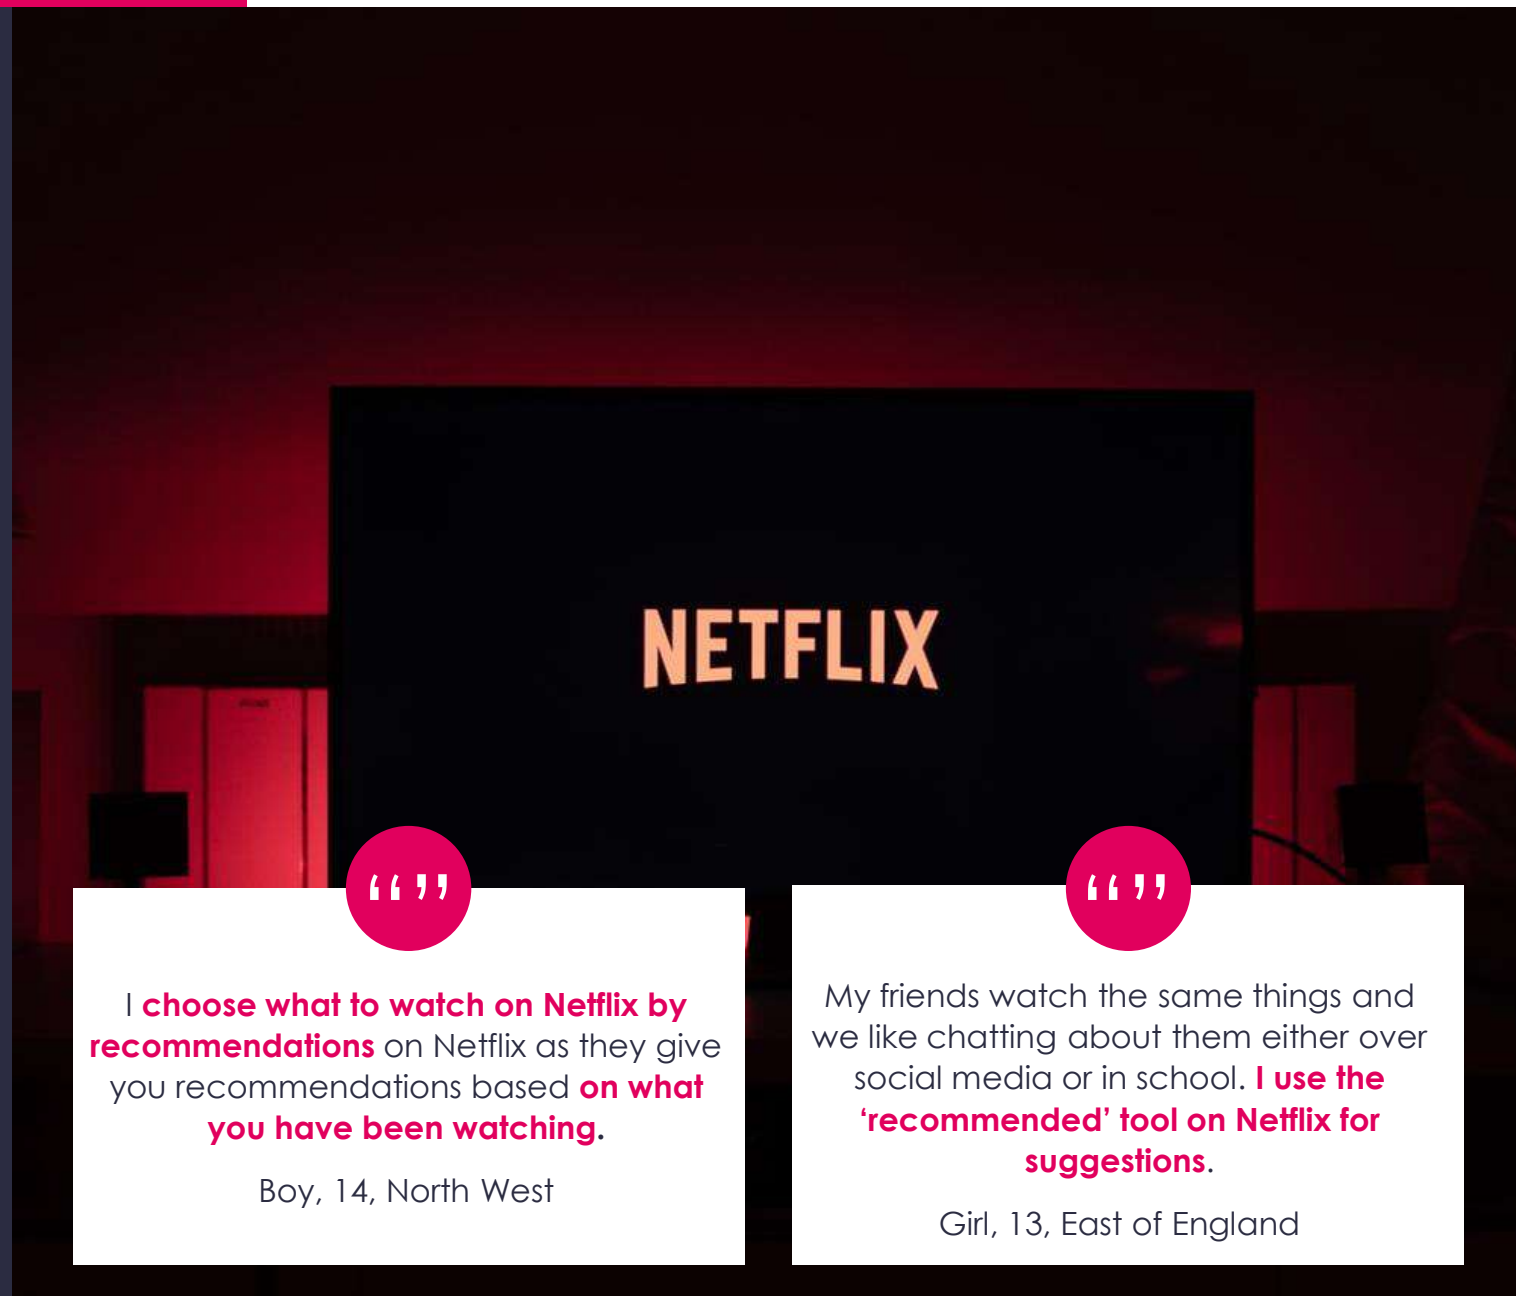 NETFLIX
“”
I choose what to watch on Netflix by
recommendations on Netflix as they give
you recommendations based on what
you have been watching.
Boy, 14, North West
“”
My friends watch the same things and
we like chatting about them either over
social media or in school. I use the
‘recommended’ tool on Netflix for
suggestions.
Girl, 13, East of England